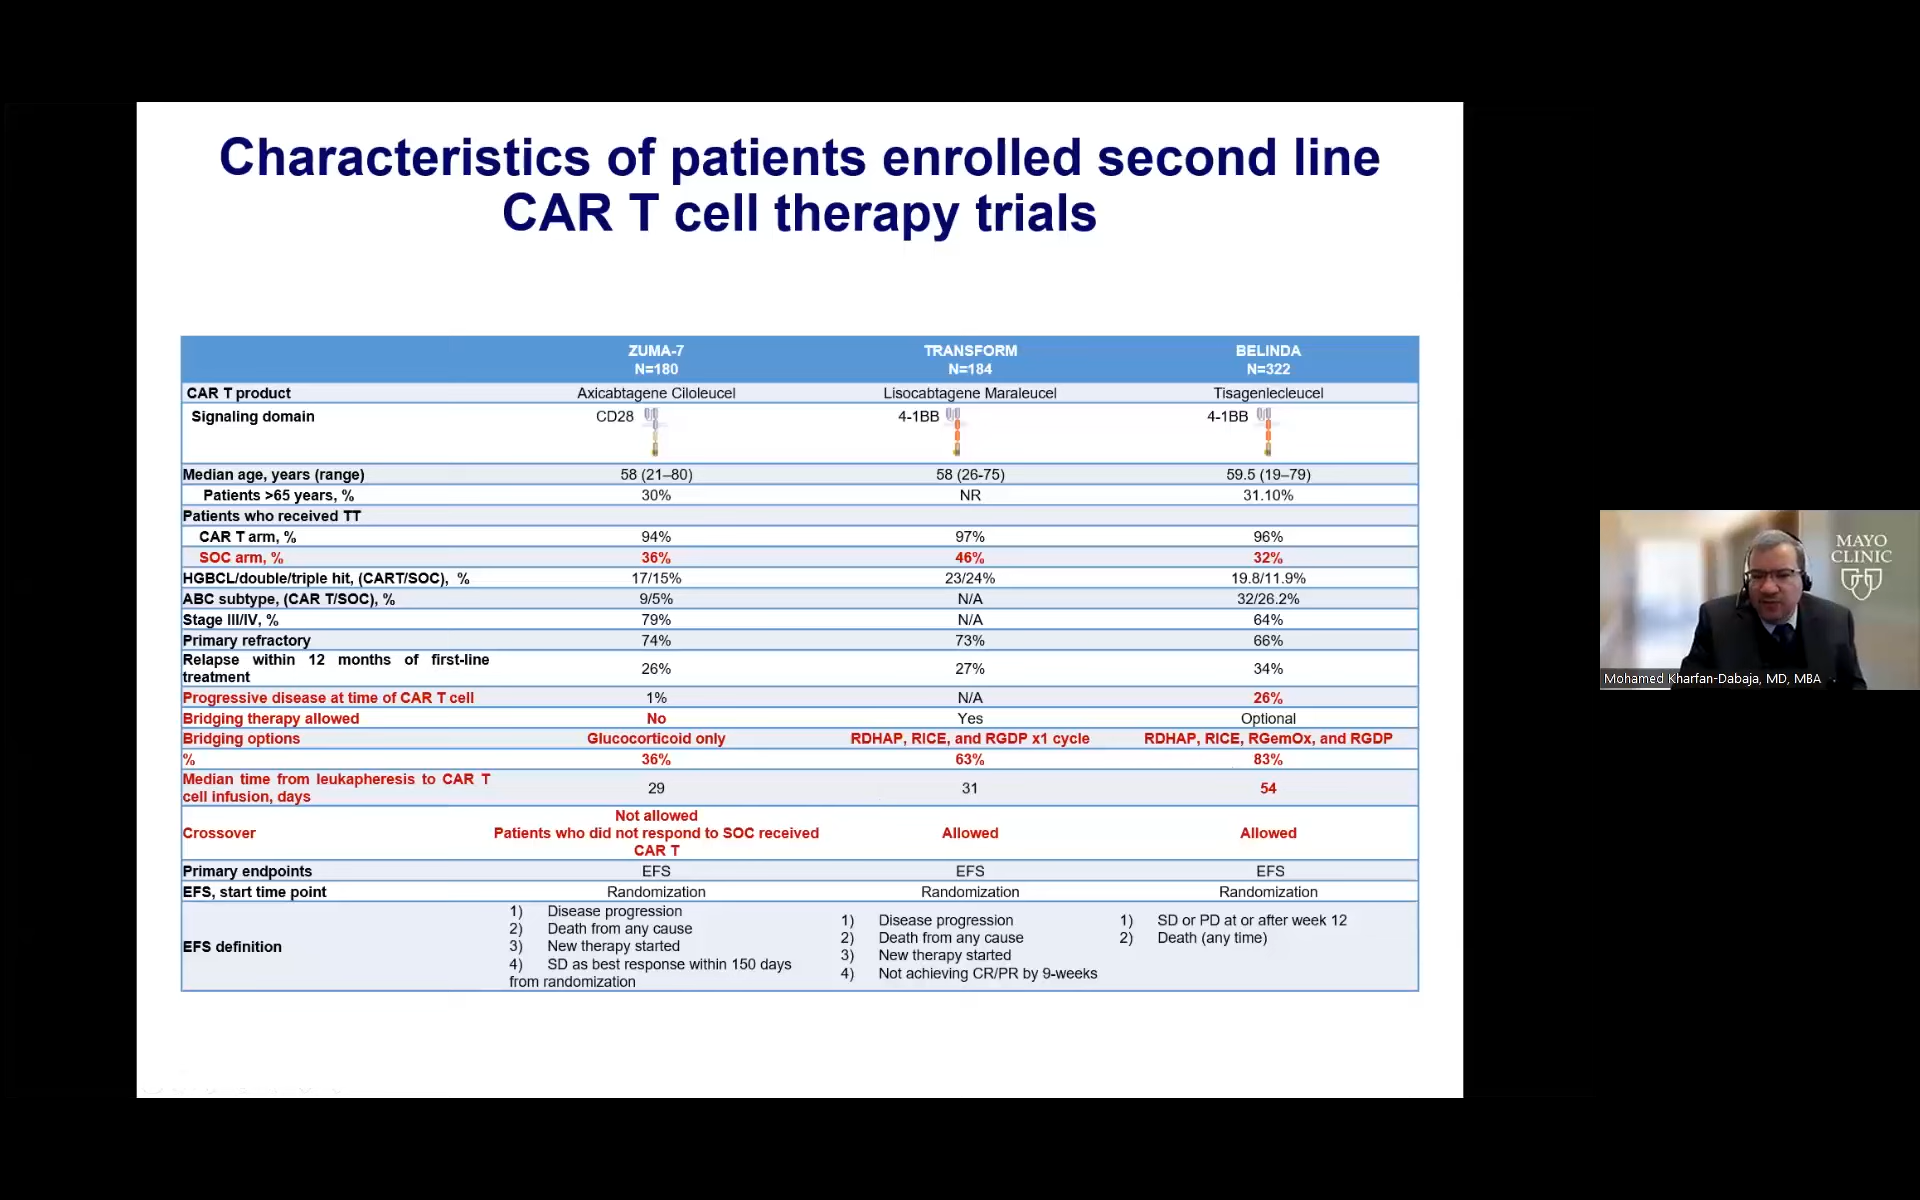 Characteristics of patients enrolled second line
CAR T cell therapy trials
ZUMA-7 TRANSFORM BELINDA
N=180 N=184 N=322
CAR T product Axicabtagene Ciloleucel Lisocabtagene Maraleucel Tisagenlecleucel
Signaling domain CD28 4-1BB 4-1BB
Median age, years (range) 58 (21–80) 58 (26-75) 59.5 (19–79)
Patients >65 years, % 30% NR 31.10%
Patients who received TT
CAR T arm, % 94% 97% 96%
SOC arm, % 36% 46% 32%
HGBCL/double/triple hit, (CART/SOC), % 17/15% 23/24% 19.8/11.9%
ABC subtype, (CAR T/SOC), % 9/5% N/A 32/26.2%
Stage III/IV, % 79% N/A 64%
Primary refractory 74% 73% 66%
Relapse within 12 months of first-line
treatment 26% 27% 34%
Progressive disease at time of CAR T cell 1% N/A 26%
Bridging therapy allowed No Yes Optional
Bridging options Glucocorticoid only RDHAP, RICE, and RGDP x1 cycle RDHAP, RICE, RGemOx, and RGDP
% 36% 63% 83%
Median time from leukapheresis to CAR T
cell infusion, days 29 31 54
Crossover
Not allowed
Patients who did not respond to SOC received
CAR T
Allowed Allowed
Primary endpoints EFS EFS EFS
EFS, start time point Randomization Randomization Randomization
EFS definition
1) Disease progression
2) Death from any cause
3) New therapy started
4) SD as best response within 150 days
from randomization
1) Disease progression
2) Death from any cause
3) New therapy started
4) Not achieving CR/PR by 9-weeks
1) SD or PD at or after week 12
2) Death (any time)
MAYO
CLINIC
Mohamed Kharfan-Dabaja, MD, MBA